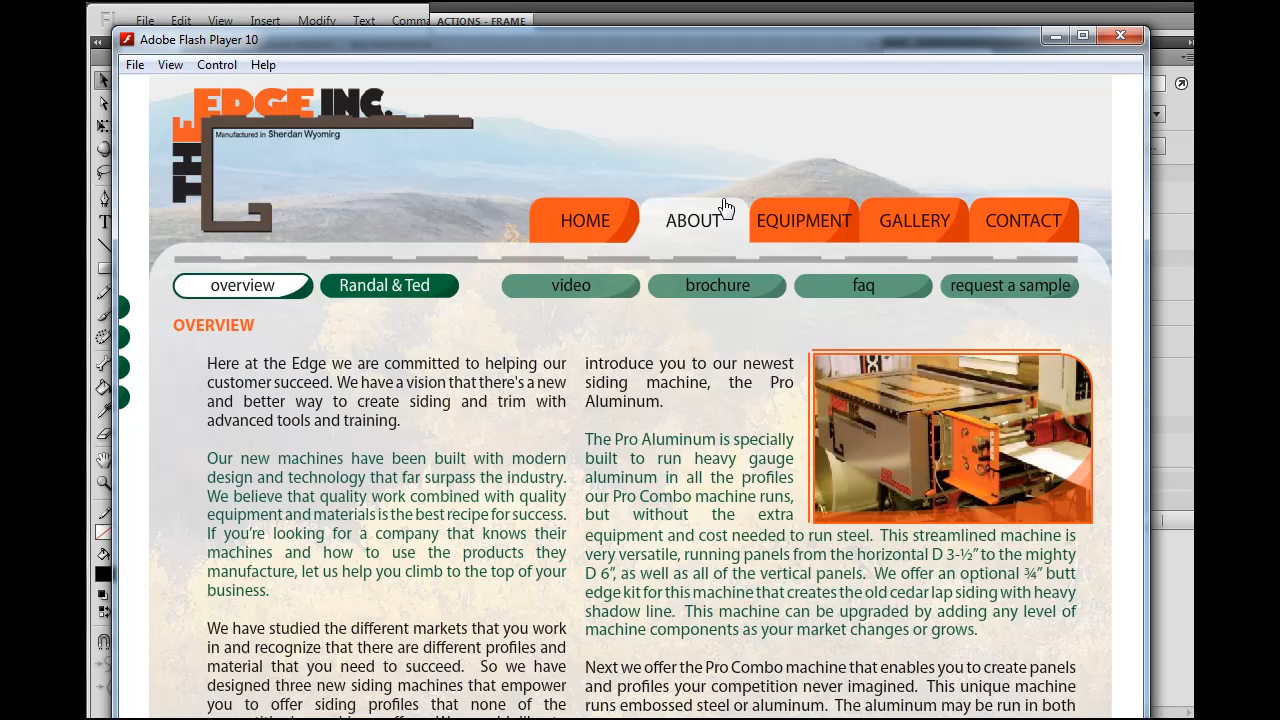 File Edit View Insert Modify Text Comma
ACTIONS - FRAME
Adobe Flash Player 10
File View Control Help
THE EDGE INC.
Manufactured in Sherdan Wyomirg
HOME ABOUT EQUIPMENT GALLERY CONTACT
overview Randal & Ted video brochure faq request a sample
OVERVIEW
Here at the Edge we are committed to helping our
customer succeed. We have a vision that there's a new
and better way to create siding and trim with
advanced tools and training.
Our new machines have been built with modern
design and technology that far surpass the industry.
We believe that quality work combined with quality
equipment and materials is the best recipe for success.
If you're looking for a company that knows their
machines and how to use the products they
manufacture, let us help you climb to the top of your
business.
We have studied the different markets that you work
in and recognize that there are different profiles and
material that you need to succeed. So we have
designed three new siding machines that empower
you to offer siding profiles that none of the
introduce you to our newest
siding machine, the Pro
Aluminum.
The Pro Aluminum is specially
built to run heavy gauge
aluminum in all the profiles
our Pro Combo machine runs,
but without the extra
equipment and cost needed to run steel. This streamlined machine is
very versatile, running panels from the horizontal D 3-½" to the mighty
D 6", as well as all of the vertical panels. We offer an optional ¾" butt
edge kit for this machine that creates the old cedar lap siding with heavy
shadow line. This machine can be upgraded by adding any level of
machine components as your market changes or grows.
Next we offer the Pro Combo machine that enables you to create panels
and profiles your competition never imagined. This unique machine
runs embossed steel or aluminum. The aluminum may be run in both